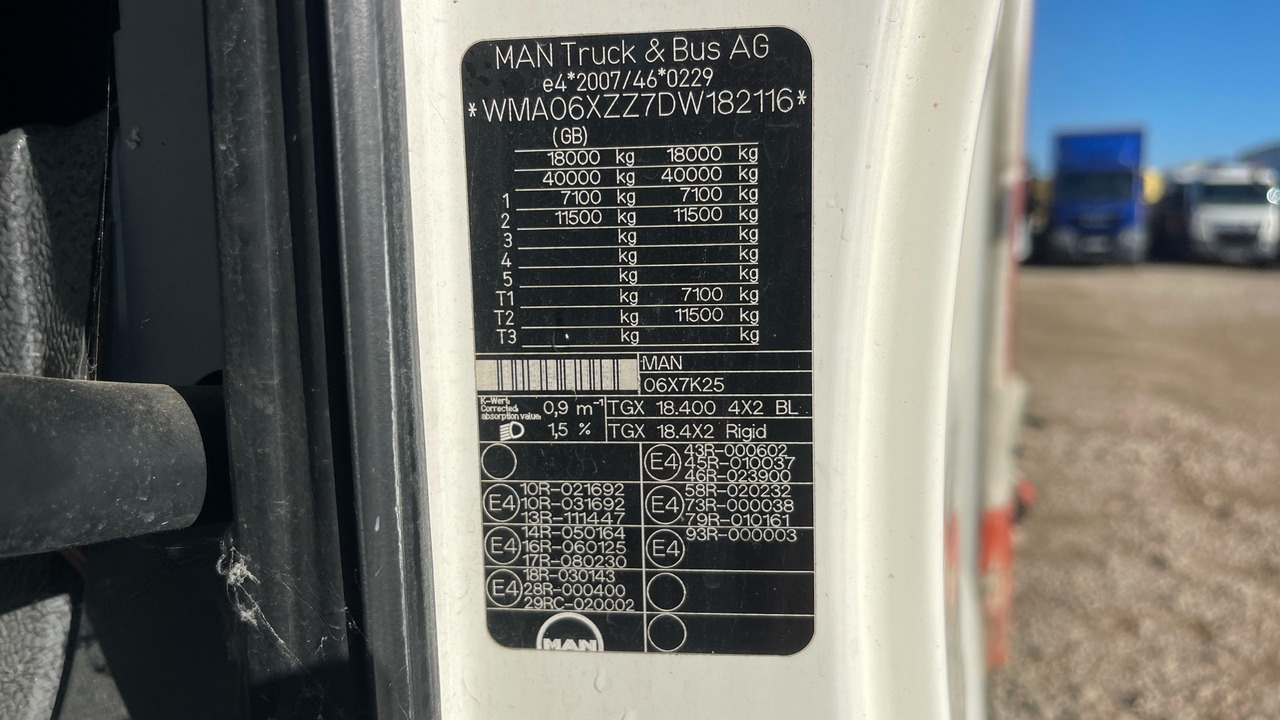 MAN Truck & Bus AG
e4*2007/46*0229
*WMA06XZZ7DW182116*
(GB)
18000 kg 18000 kg
40000 kg 40000 kg
1 7100 kg 7100 kg
2 11500 kg 11500 kg
3 kg kg
4 kg kg
5 kg kg
T1 kg 7100 kg
T2 kg 11500 kg
T3 kg kg
MAN
06X7K25
K-Wert,
Corrected
absorption value
0,9 m⁻¹
TGX 18.400 4X2 BL
1,5 %
TGX 18.4X2 Rigid
E4
43R-000602
45R-010037
46R-023900
E4
10R-021692
10R-031692
13R-111447
E4
58R-020232
73R-000038
79R-010161
E4
14R-050164
16R-060125
17R-080230
E4
93R-000003
E4
18R-030143
28R-000400
29RC-020002
MAN